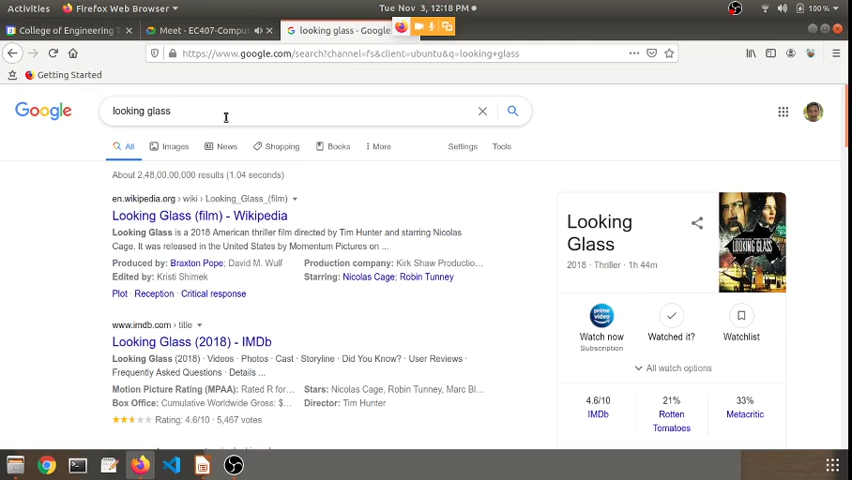 Activities
Firefox Web Browser
Tue Nov 3, 12:18 PM
100%
College of Engineering T
Meet - EC407-Compu
looking glass - Google
https://www.google.com/search?channel=fs&client=ubuntu&q=looking+glass
Getting Started
Google
looking glass
All
Images
News
Shopping
Books
More
Settings
Tools
About 2,48,00,00,000 results (1.04 seconds)
en.wikipedia.org › wiki › Looking_Glass_(film)
Looking Glass (film) - Wikipedia
Looking Glass is a 2018 American thriller film directed by Tim Hunter and starring Nicolas
Cage. It was released in the United States by Momentum Pictures on ...
Produced by: Braxton Pope; David M. Wulf
Production company: Kirk Shaw Productio...
Edited by: Kristi Shimek
Starring: Nicolas Cage; Robin Tunney
Plot · Reception · Critical response
www.imdb.com › title
Looking Glass (2018) - IMDb
Looking Glass (2018) · Videos · Photos · Cast · Storyline · Did You Know? · User Reviews ·
Frequently Asked Questions · Details ...
Motion Picture Rating (MPAA): Rated R for...
Stars: Nicolas Cage, Robin Tunney, Marc Bl...
Box Office: Cumulative Worldwide Gross: $...
Director: Tim Hunter
Rating: 4.6/10 · 5,467 votes
Looking
Glass
2018 · Thriller · 1h 44m
LOOKING GLASS
prime video
Watch now
Subscription
Watched it?
Watchlist
All watch options
4.6/10
IMDb
21%
Rotten
Tomatoes
33%
Metacritic